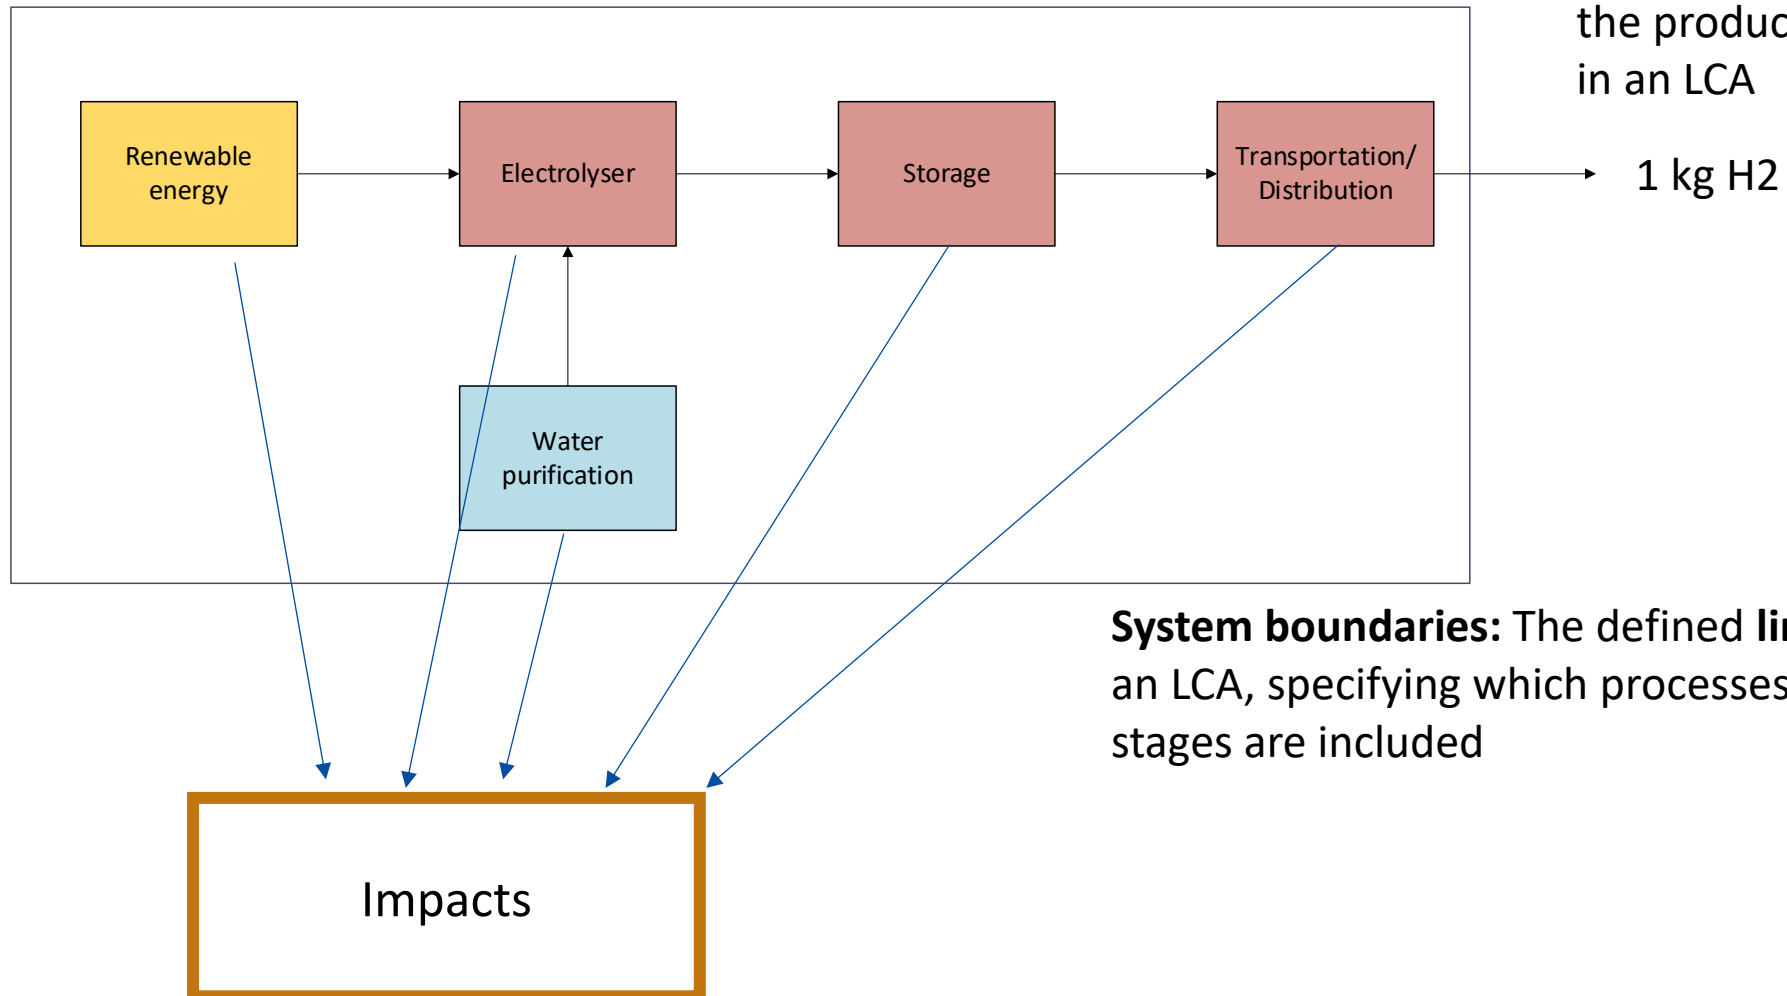 the produc
in an LCA
Renewable
energy
Electrolyser
Storage
Transportation/
Distribution
1 kg H2
Water
purification
System boundaries: The defined
an LCA, specifying which processes
stages are included
Impacts